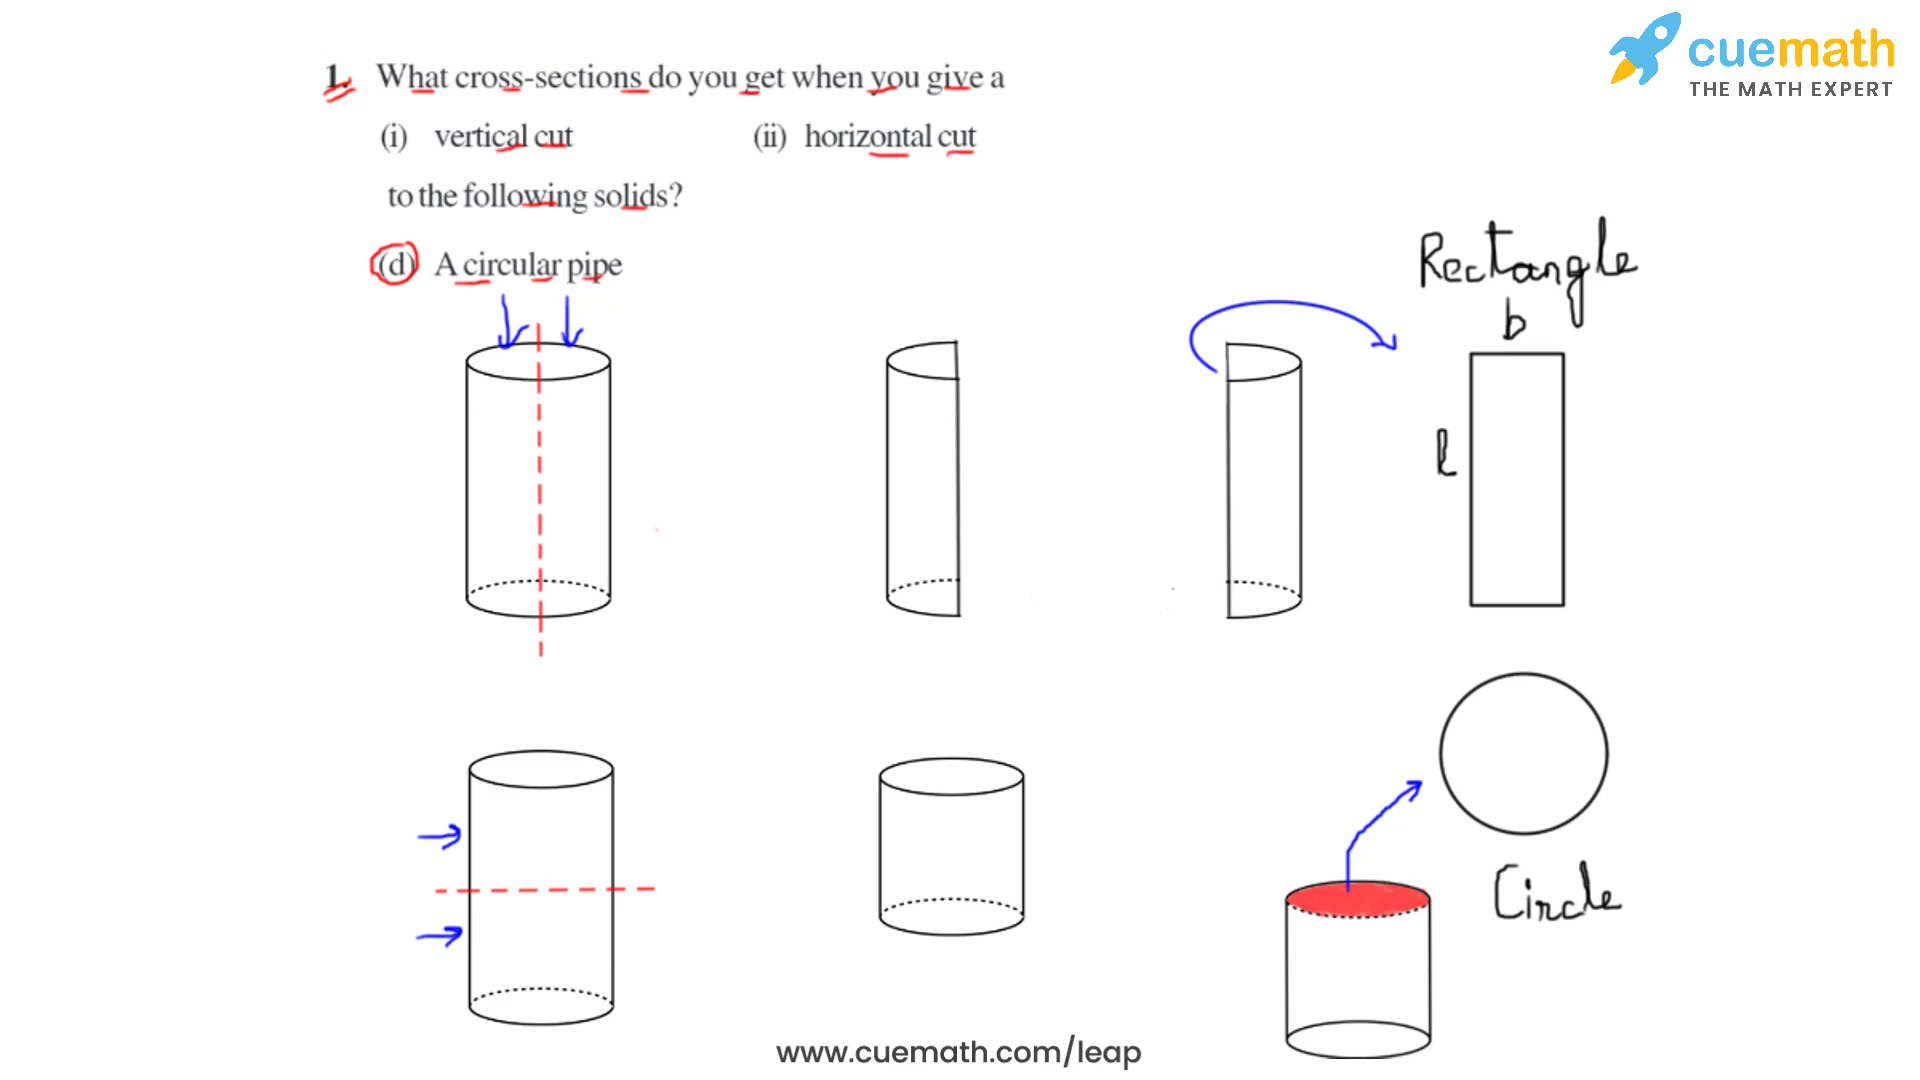 cuemath
THE MATH EXPERT
1. What cross-sections do you get when you give a
(i) vertical cut (ii) horizontal cut
to the following solids?
(d) A circular pipe
Rectangle
b
l
Circle
www.cuemath.com/leap